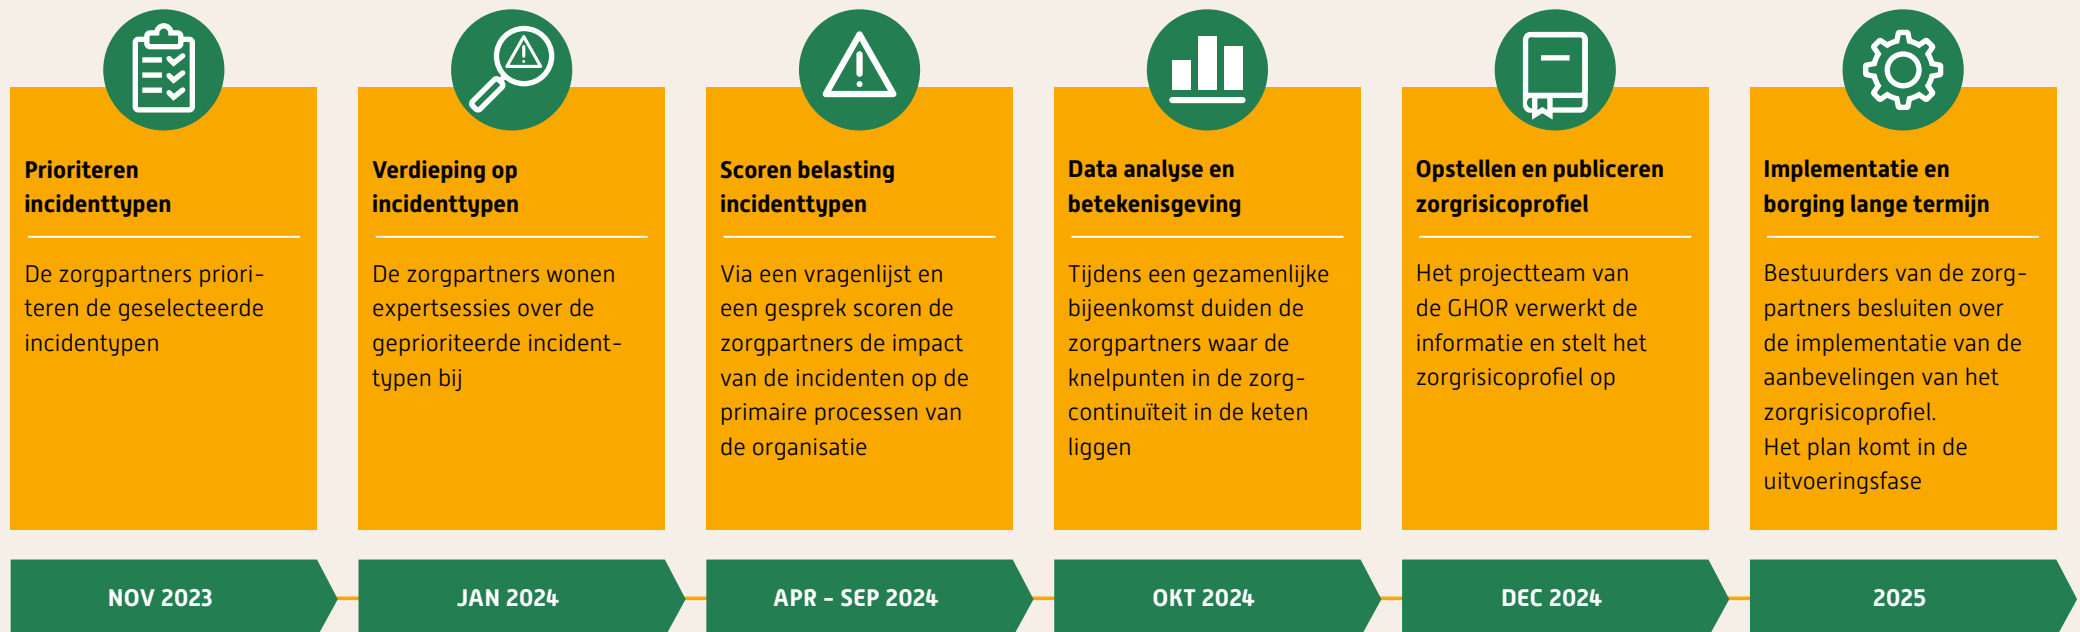 Prioriteren
incidenttypen
De zorgpartners priori-
teren de geselecteerde
incidentypen
NOV 2023
Verdieping op
incidenttypen
De zorgpartners wonen
expertsessies over de
geprioriteerde incident-
typen bij
JAN 2024
Scoren belasting
incidenttypen
Via een vragenlijst en
een gesprek scoren de
zorgpartners de impact
van de incidenten op de
primaire processen van
de organisatie
APR - SEP 2024
Data analyse en
betekenisgeving
Tijdens een gezamenlijke
bijeenkomst duiden de
zorgpartners waar de
knelpunten in de zorg-
continuïteit in de keten
liggen
OKT 2024
Opstellen en publiceren
zorgrisicoprofiel
Het projectteam van
de GHOR verwerkt de
informatie en stelt het
zorgrisicoprofiel op
DEC 2024
Implementatie en
borging lange termijn
Bestuurders van de zorg-
partners besluiten over
de implementatie van de
aanbevelingen van het
zorgrisicoprofiel.
Het plan komt in de
uitvoeringsfase
2025